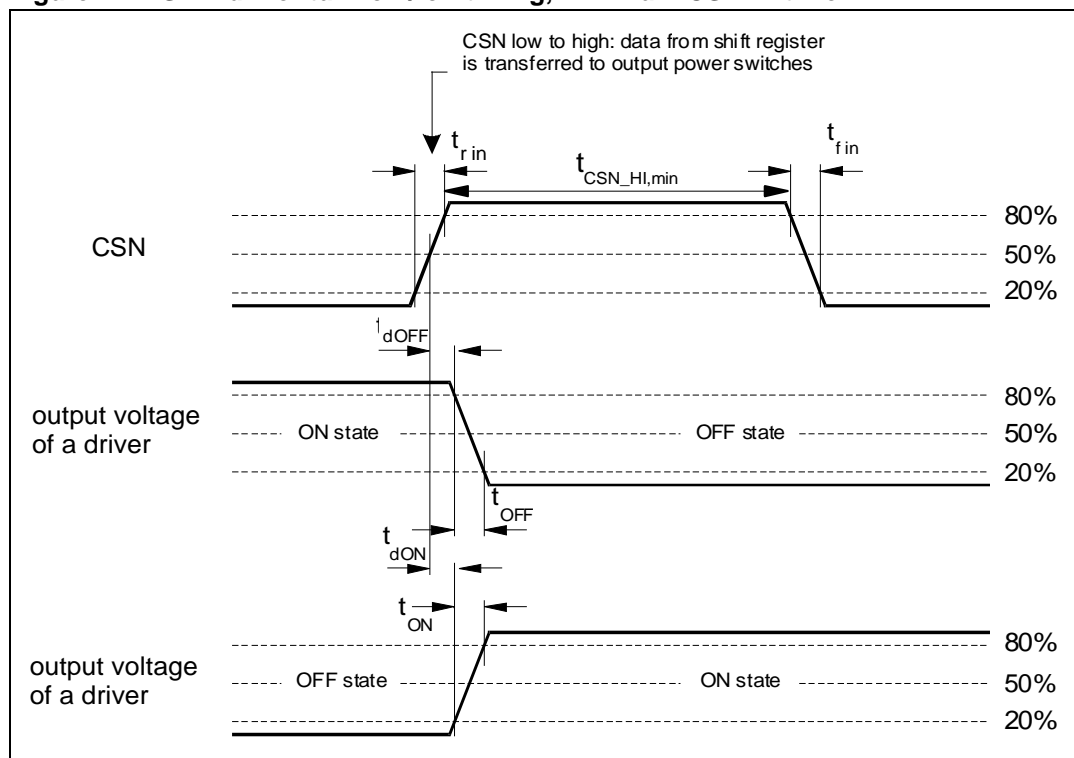 CSN low to high: data from shift register
is transferred to output power switches
t r in
t CSN_HI,min
t f in
CSN
80%
50%
20%
t dOFF
output voltage
of a driver
ON state
OFF state
80%
50%
20%
t OFF
t dON
t ON
output voltage
of a driver
OFF state
ON state
80%
50%
20%